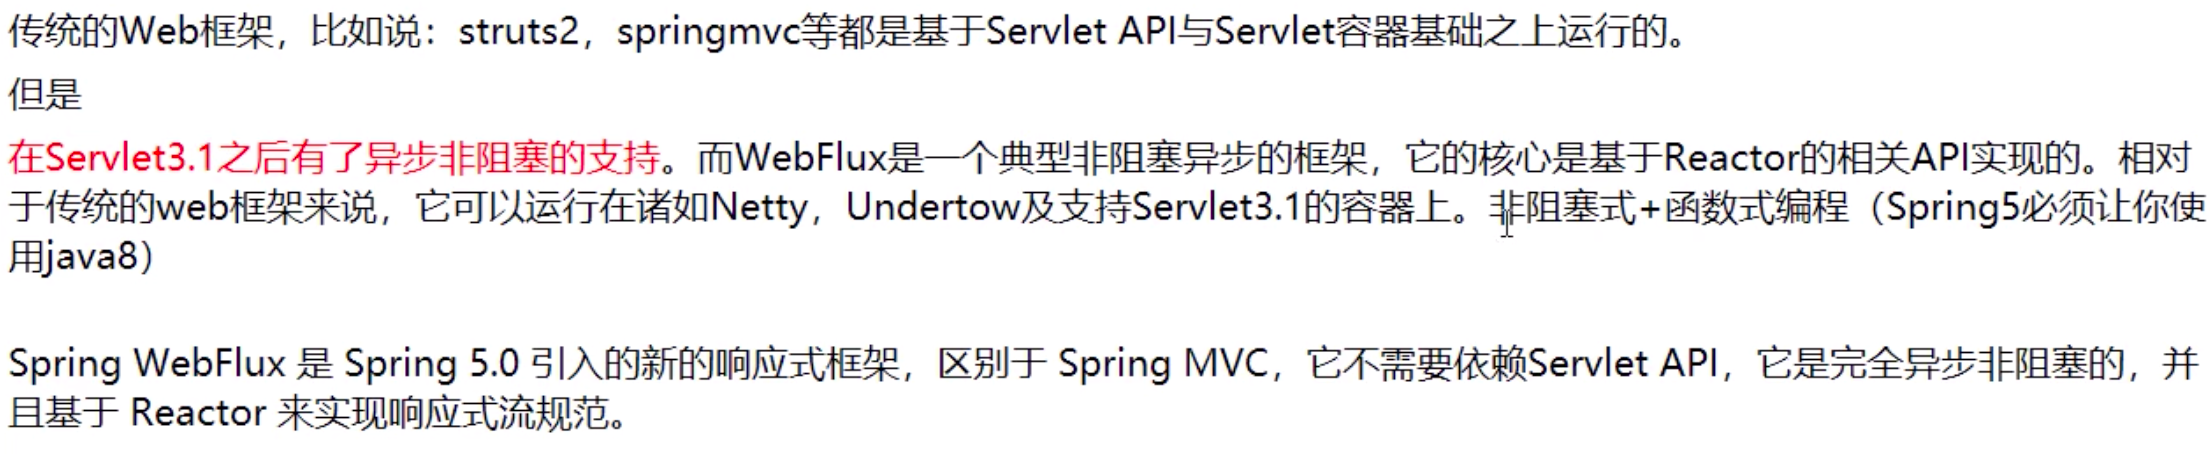 传统的Web框架，比如说：struts2，springmvc等都是基于Servlet API与Servlet容器基础之上运行的。
但是
在Servlet3.1之后有了异步非阻塞的支持。而WebFlux是一个典型非阻塞异步的框架，它的核心是基于Reactor的相关API实现的。相对
于传统的web框架来说，它可以运行在诸如Netty，Undertow及支持Servlet3.1的容器上。非阻塞式+函数式编程（Spring5必须让你使
用java8）
Spring WebFlux 是 Spring 5.0 引入的新的响应式框架，区别于 Spring MVC，它不需要依赖Servlet API，它是完全异步非阻塞的，并
且基于 Reactor 来实现响应式流规范。